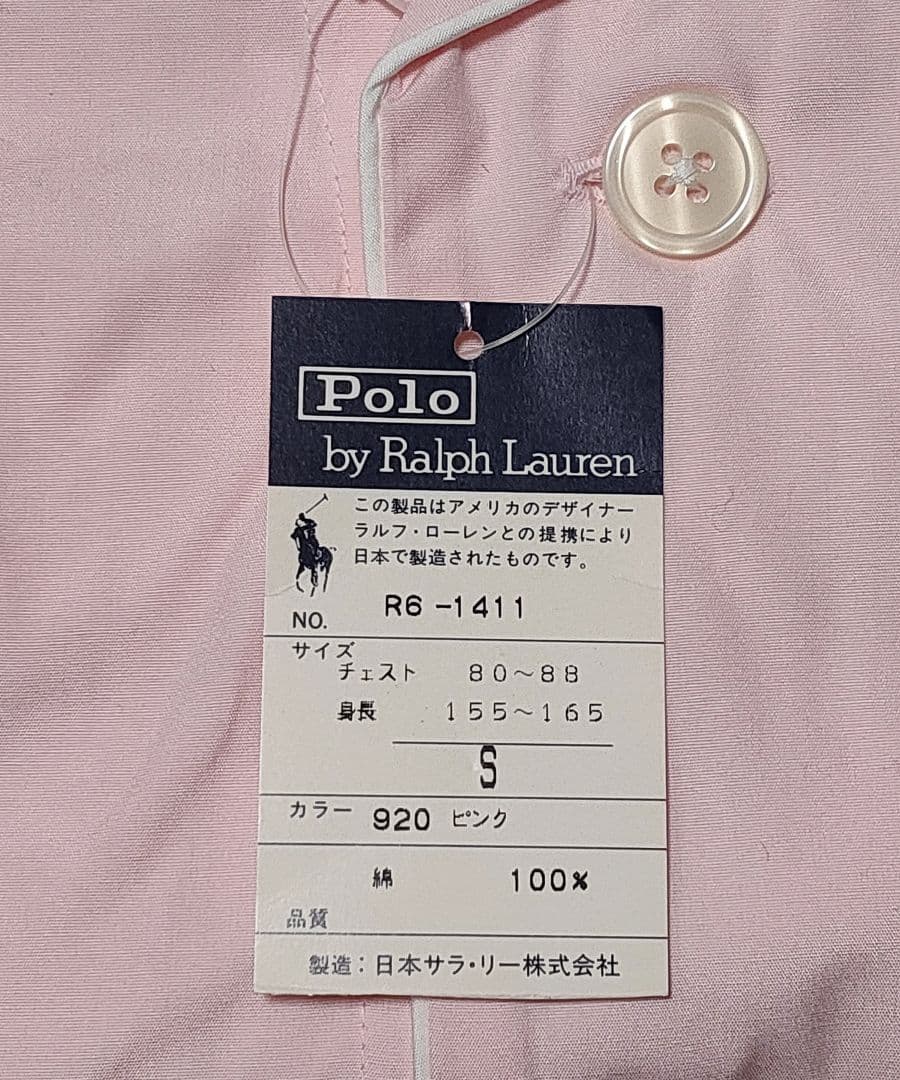 Polo
by Ralph Lauren
この製品はアメリカのデザイナー
ラルフ・ローレンとの提携により
日本で製造されたものです。
NO. R6-1411
サイズ
チェスト 80～88
身長 155～165
S
カラー 920 ピンク
綿 100%
品質
製造：日本サラ・リー株式会社